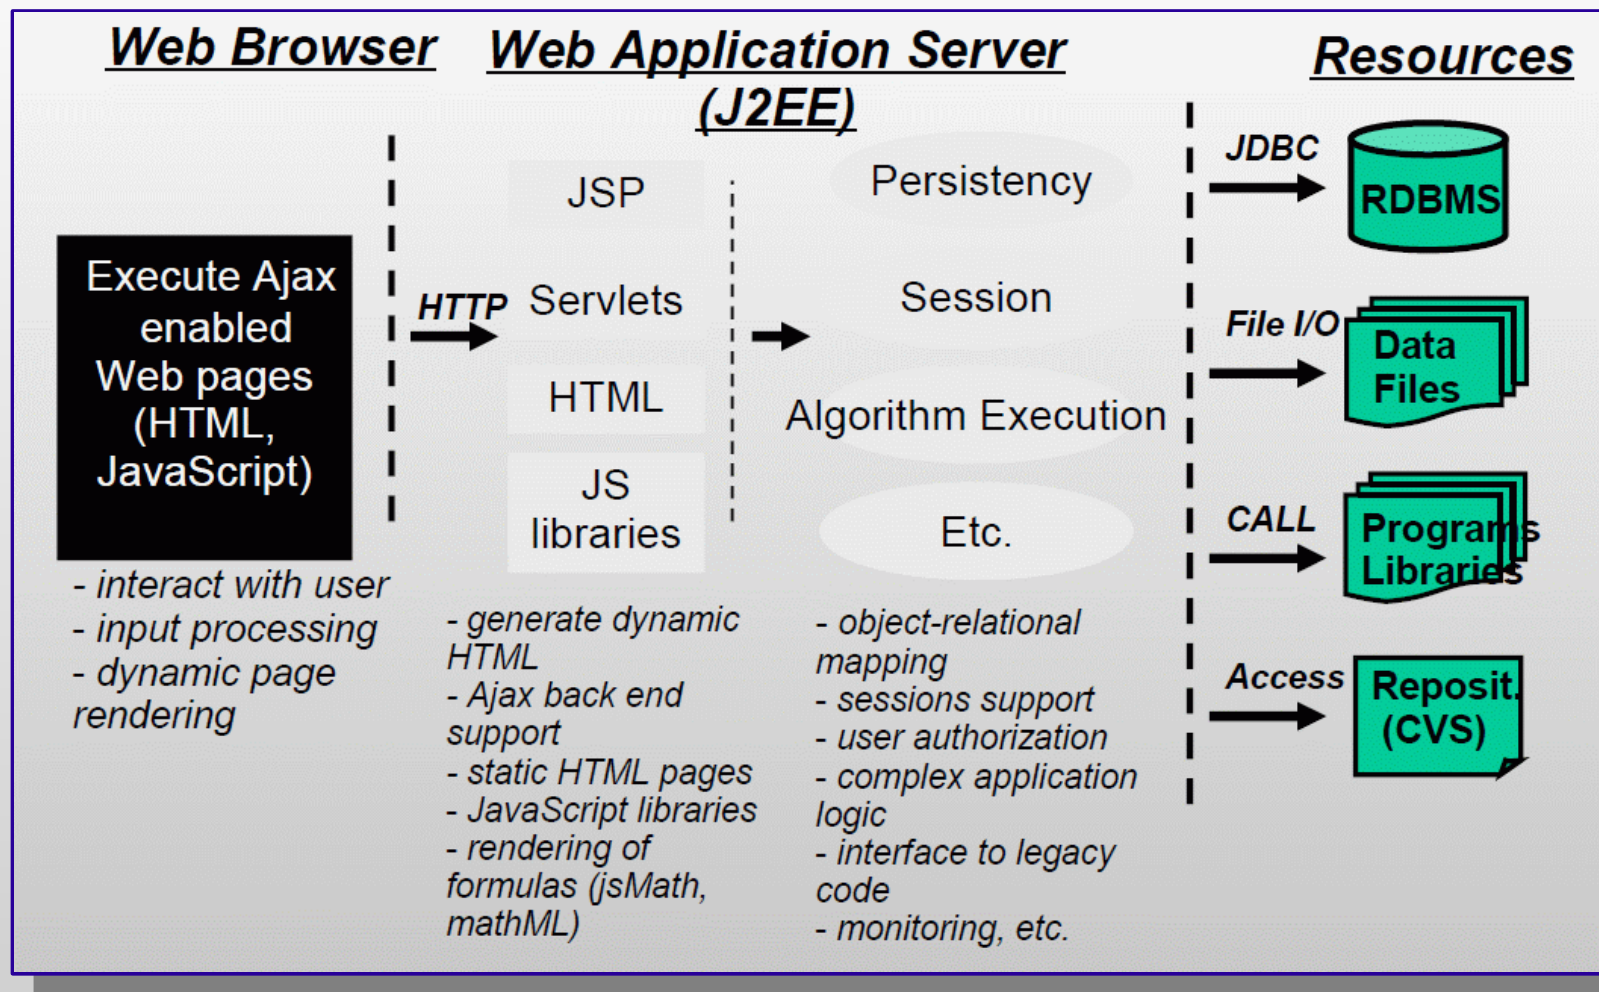 Web Browser
Web Application Server
(J2EE)
Resources
Execute Ajax
enabled
Web pages
(HTML,
JavaScript)
- interact with user
- input processing
- dynamic page
rendering
HTTP
JSP
Servlets
HTML
JS
libraries
- generate dynamic
HTML
- Ajax back end
support
- static HTML pages
- JavaScript libraries
- rendering of
formulas (jsMath,
mathML)
Persistency
Session
Algorithm Execution
Etc.
- object-relational
mapping
- sessions support
- user authorization
- complex application
logic
- interface to legacy
code
- monitoring, etc.
JDBC
RDBMS
File I/O
Data
Files
CALL
Programs
Libraries
Access
Reposit.
(CVS)